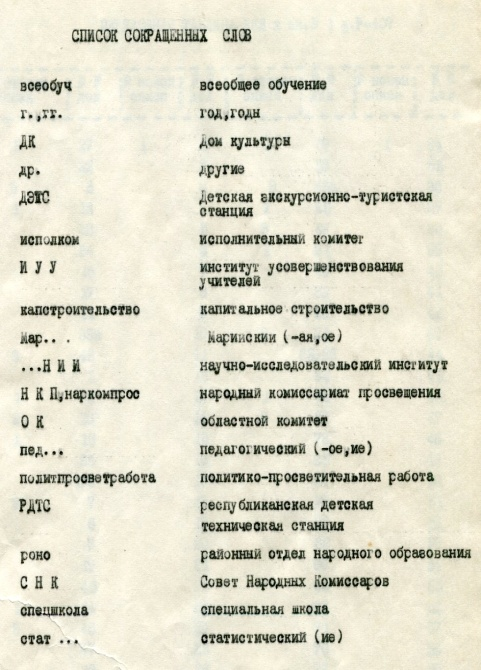 СПИСОК СОКРАЩЕННЫХ СЛОВ
всеобуч всеобщее обучение
г.,гг. год,годы
ДК Дом культуры
др. другие
ДЭТС Детская экскурсионно-туристская
станция
исполком исполнительный комитет
И У У институт усовершенствования
учителей
капстроительство капитальное строительство
Мар... Мариискии (-ая,ое)
...Н И И научно-исследовательский институт
Н К П,наркомпрос народный комиссариат просвещения
О К областной комитет
пед... педагогический (-ое,ие)
политпросветработа политико-просветительная работа
РДТС республиканская детская
техническая станция
роно районный отдел народного образования
С Н К Совет Народных Комиссаров
спецшкола специальная школа
стат ... статистический (ие)